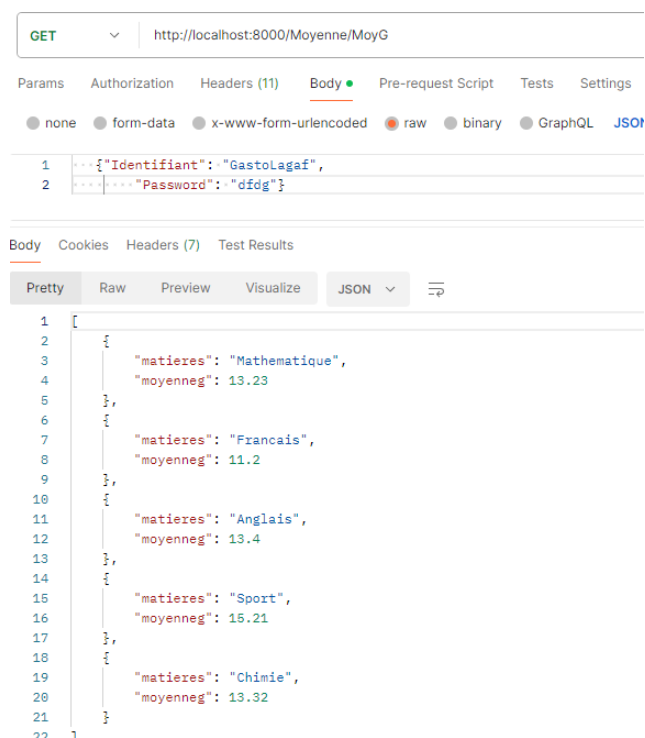 GET http://localhost:8000/Moyenne/MoyG
Params Authorization Headers (11) Body Pre-request Script Tests Settings
none form-data x-www-form-urlencoded raw binary GraphQL JSON
1 {"Identifiant": "GastoLagaf",
2 "Password": "dfdg"}
Body Cookies Headers (7) Test Results
Pretty Raw Preview Visualize JSON
1 [
2 {
3 "matieres": "Mathematique",
4 "moyenneg": 13.23
5 },
6 {
7 "matieres": "Francais",
8 "moyenneg": 11.2
9 },
10 {
11 "matieres": "Anglais",
12 "moyenneg": 13.4
13 },
14 {
15 "matieres": "Sport",
16 "moyenneg": 15.21
17 },
18 {
19 "matieres": "Chimie",
20 "moyenneg": 13.32
21 }
22 ]